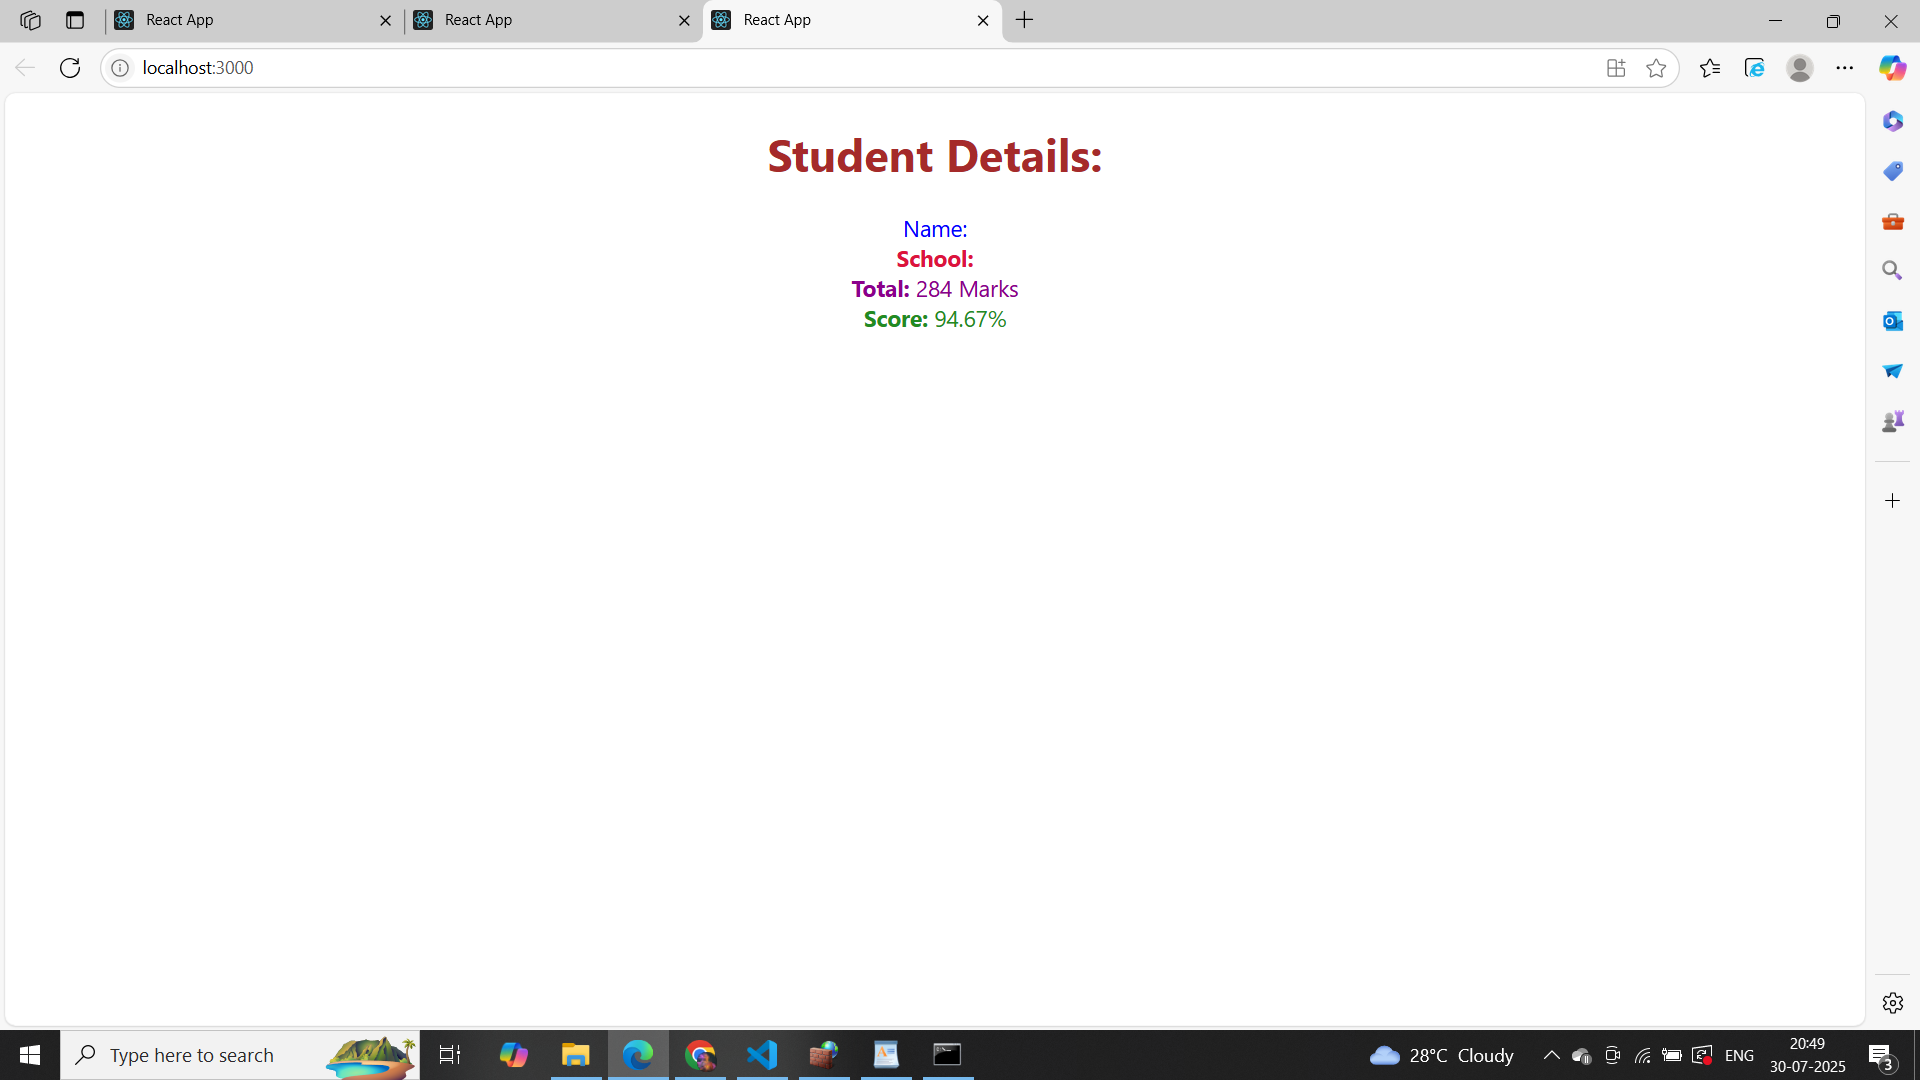 React App
React App
React App
localhost:3000
Student Details:
Name:
School:
Total: 284 Marks
Score: 94.67%
Type here to search
28°C Cloudy
ENG
20:49
30-07-2025
3